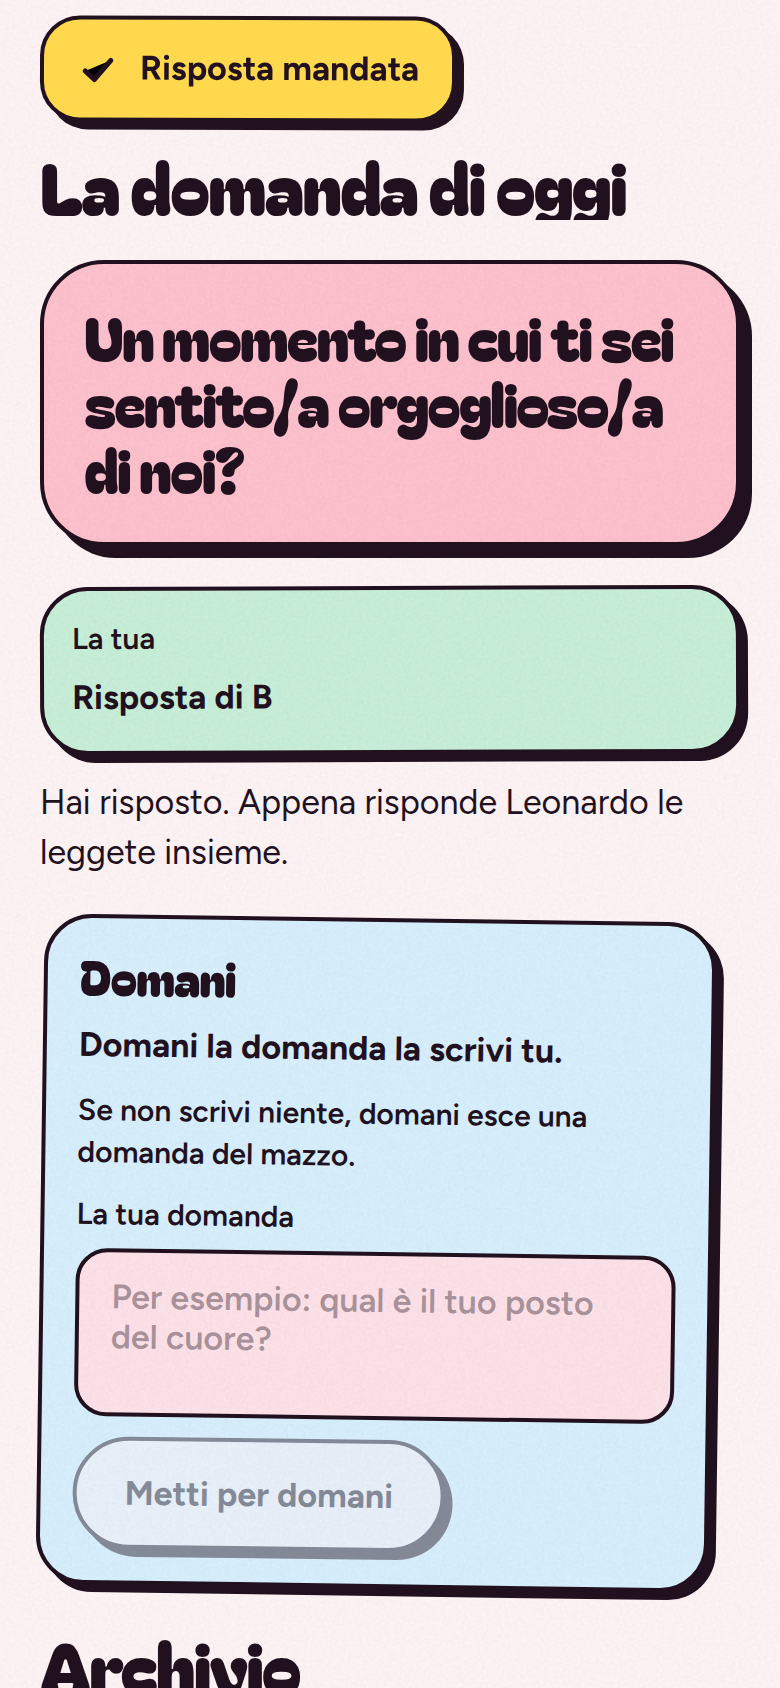 Risposta mandata
La domanda di oggi
Un momento in cui ti sei
sentito/a orgoglioso/a
di noi?
La tua
Risposta di B
Hai risposto. Appena risponde Leonardo le
leggete insieme.
Domani
Domani la domanda la scrivi tu.
Se non scrivi niente, domani esce una
domanda del mazzo.
La tua domanda
Per esempio: qual è il tuo posto
del cuore?
Metti per domani
Archivio